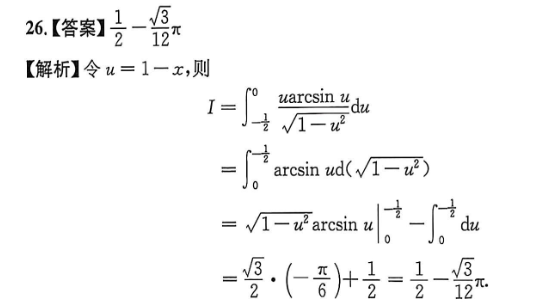 26.【答案】1/2 − √3/12 π
【解析】令 u = 1 − x,则
I = ∫_{-1/2}^{0} (u arcsin u)/√(1 − u²) du
= ∫_{0}^{-1/2} arcsin u d(√(1 − u²))
= √(1 − u²) arcsin u |_{0}^{-1/2} − ∫_{0}^{-1/2} du
= √3/2 · (−π/6) + 1/2 = 1/2 − √3/12 π.